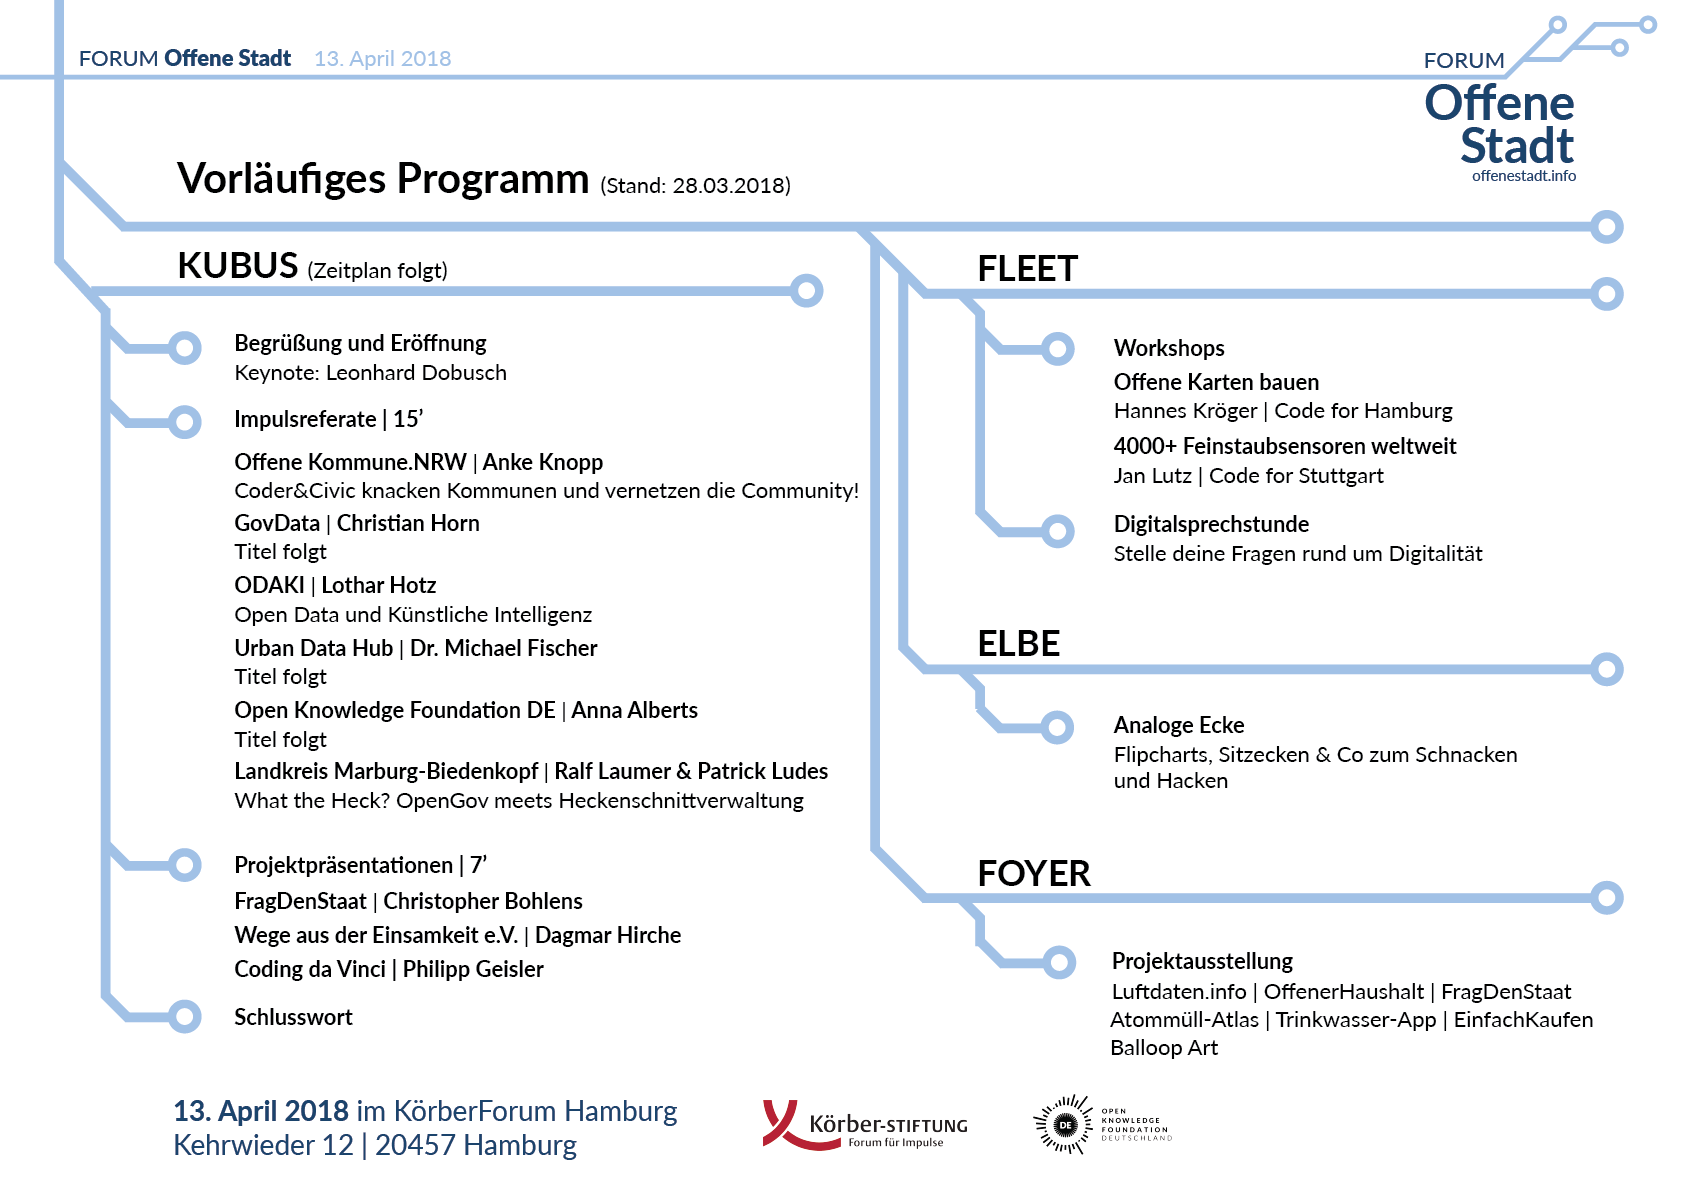 FORUM Offene Stadt 13. April 2018
FORUM
Offene
Stadt
offenestadt.info
Vorläufiges Programm (Stand: 28.03.2018)
KUBUS (Zeitplan folgt)
Begrüßung und Eröffnung
Keynote: Leonhard Dobusch
Impulsreferate | 15’
Offene Kommune.NRW | Anke Knopp
Coder&Civic knacken Kommunen und vernetzen die Community!
GovData | Christian Horn
Titel folgt
ODAKI | Lothar Hotz
Open Data und Künstliche Intelligenz
Urban Data Hub | Dr. Michael Fischer
Titel folgt
Open Knowledge Foundation DE | Anna Alberts
Titel folgt
Landkreis Marburg-Biedenkopf | Ralf Laumer & Patrick Ludes
What the Heck? OpenGov meets Heckenschnittverwaltung
Projektpräsentationen | 7’
FragDenStaat | Christopher Bohlens
Wege aus der Einsamkeit e.V. | Dagmar Hirche
Coding da Vinci | Philipp Geisler
Schlusswort
FLEET
Workshops
Offene Karten bauen
Hannes Kröger | Code for Hamburg
4000+ Feinstaubsensoren weltweit
Jan Lutz | Code for Stuttgart
Digitalsprechstunde
Stelle deine Fragen rund um Digitalität
ELBE
Analoge Ecke
Flipcharts, Sitzecken & Co zum Schnacken
und Hacken
FOYER
Projektausstellung
Luftdaten.info | OffenerHaushalt | FragDenStaat
Atommüll-Atlas | Trinkwasser-App | EinfachKaufen
Balloop Art
13. April 2018 im KörberForum Hamburg
Kehrwieder 12 | 20457 Hamburg
Körber-STIFTUNG
Forum für Impulse
DE
OPEN
KNOWLEDGE
FOUNDATION
DEUTSCHLAND